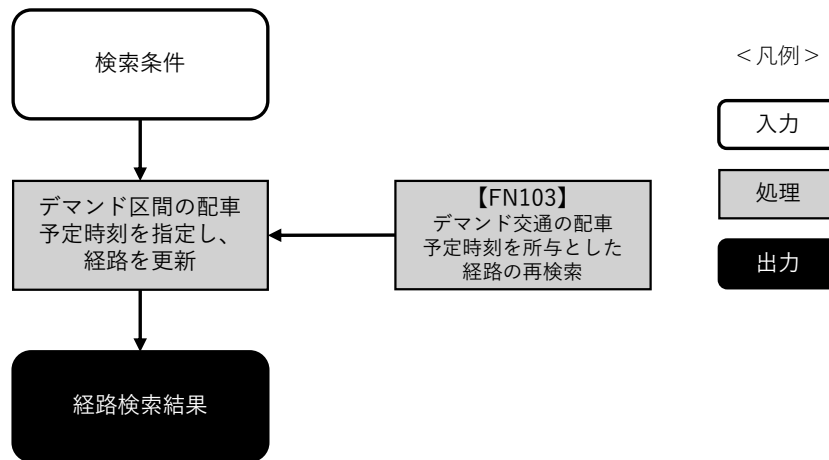 検索条件
デマンド区間の配車
予定時刻を指定し、
経路を更新
【FN103】
デマンド交通の配車
予定時刻を所与とした
経路の再検索
経路検索結果
＜凡例＞
入力
処理
出力